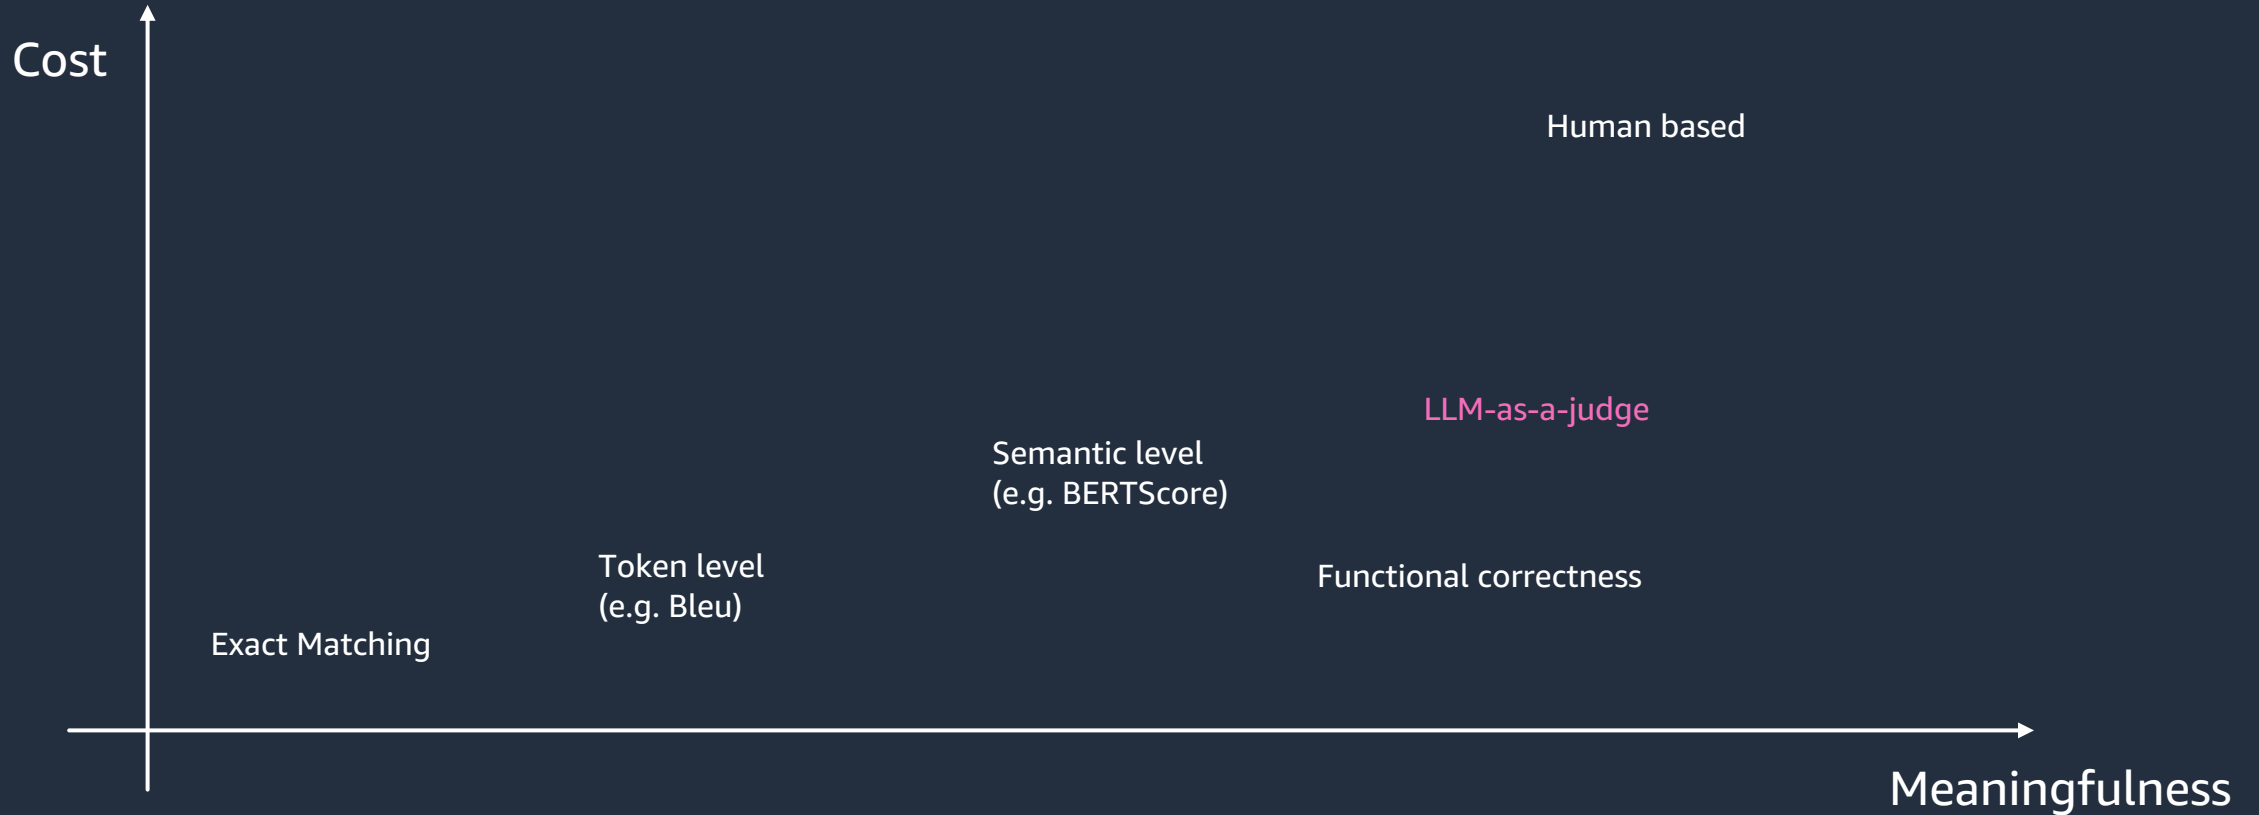 Cost
Human based
LLM-as-a-judge
Semantic level
(e.g. BERTScore)
Token level
(e.g. Bleu)
Functional correctness
Exact Matching
Meaningfulness